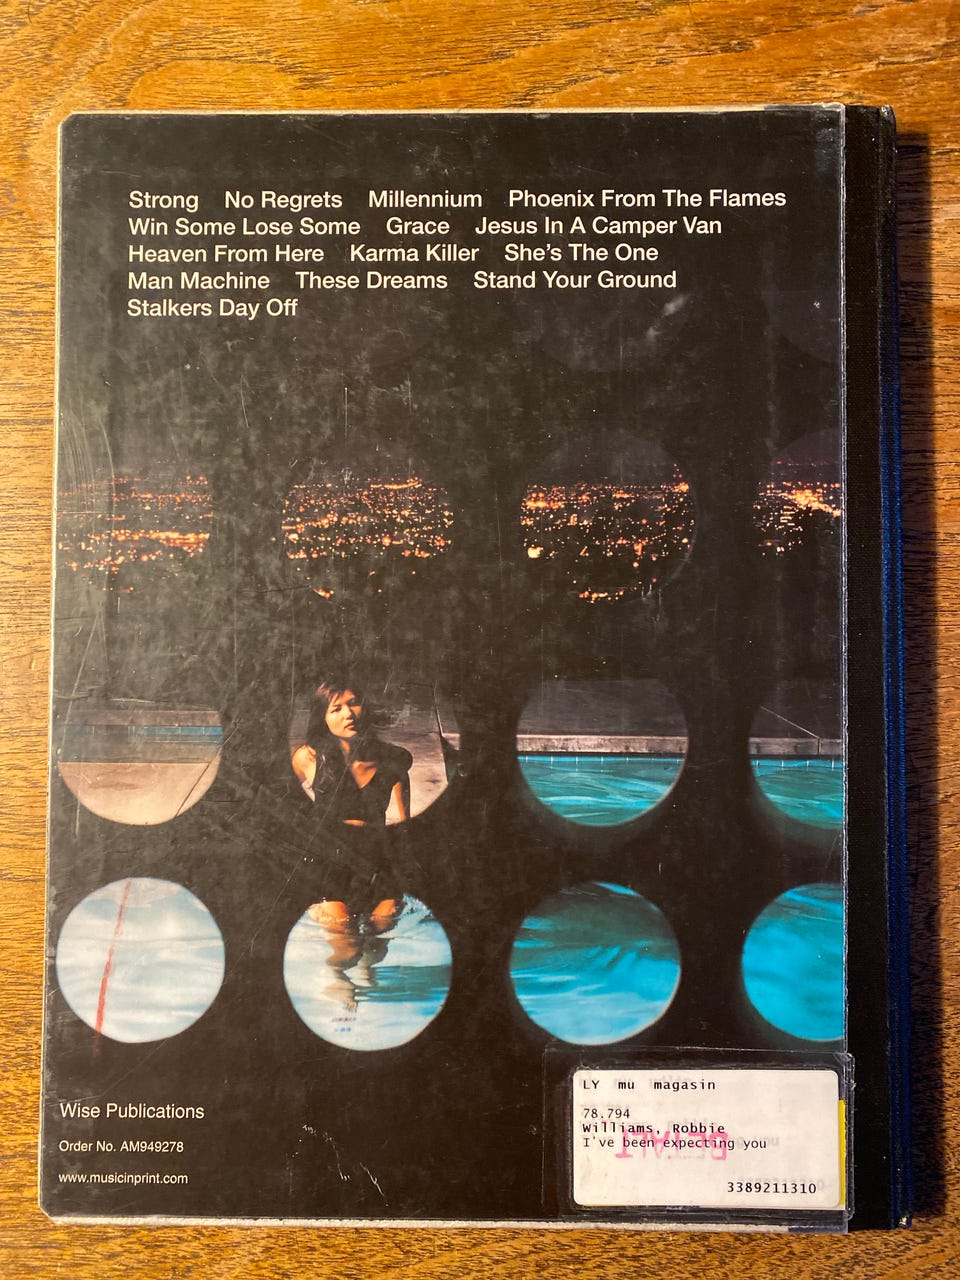 Strong No Regrets Millennium Phoenix From The Flames
Win Some Lose Some Grace Jesus In A Camper Van
Heaven From Here Karma Killer She's The One
Man Machine These Dreams Stand Your Ground
Stalkers Day Off
Wise Publications
Order No. AM949278
www.musicinprint.com
LY mu magasin
78.794
Williams, Robbie
I've been expecting you
3389211310